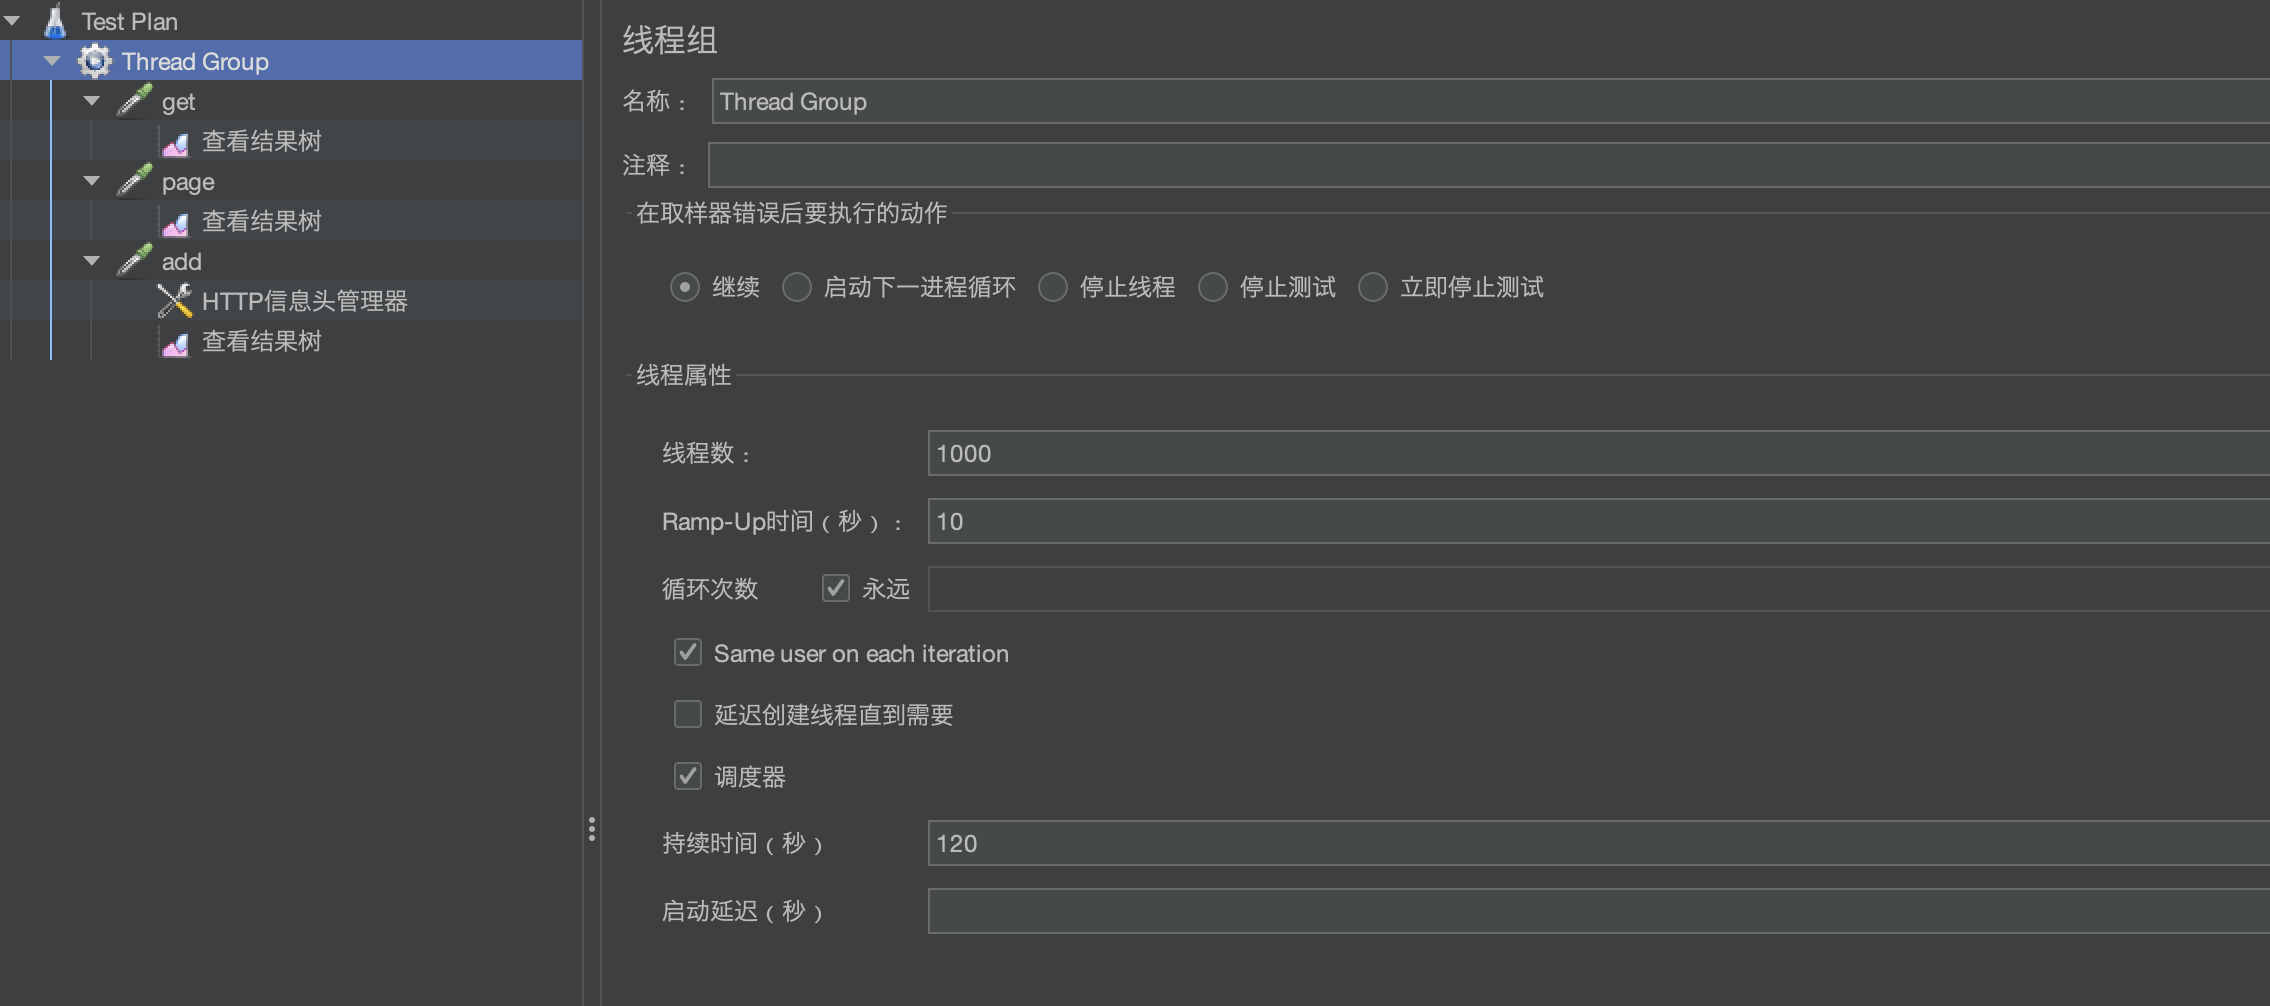 Test Plan
Thread Group
get
查看结果树
page
查看结果树
add
HTTP信息头管理器
查看结果树
线程组
名称： Thread Group
注释：
在取样器错误后要执行的动作
继续 启动下一进程循环 停止线程 停止测试 立即停止测试
线程属性
线程数： 1000
Ramp-Up时间（秒）： 10
循环次数 永远
Same user on each iteration
延迟创建线程直到需要
调度器
持续时间（秒） 120
启动延迟（秒）